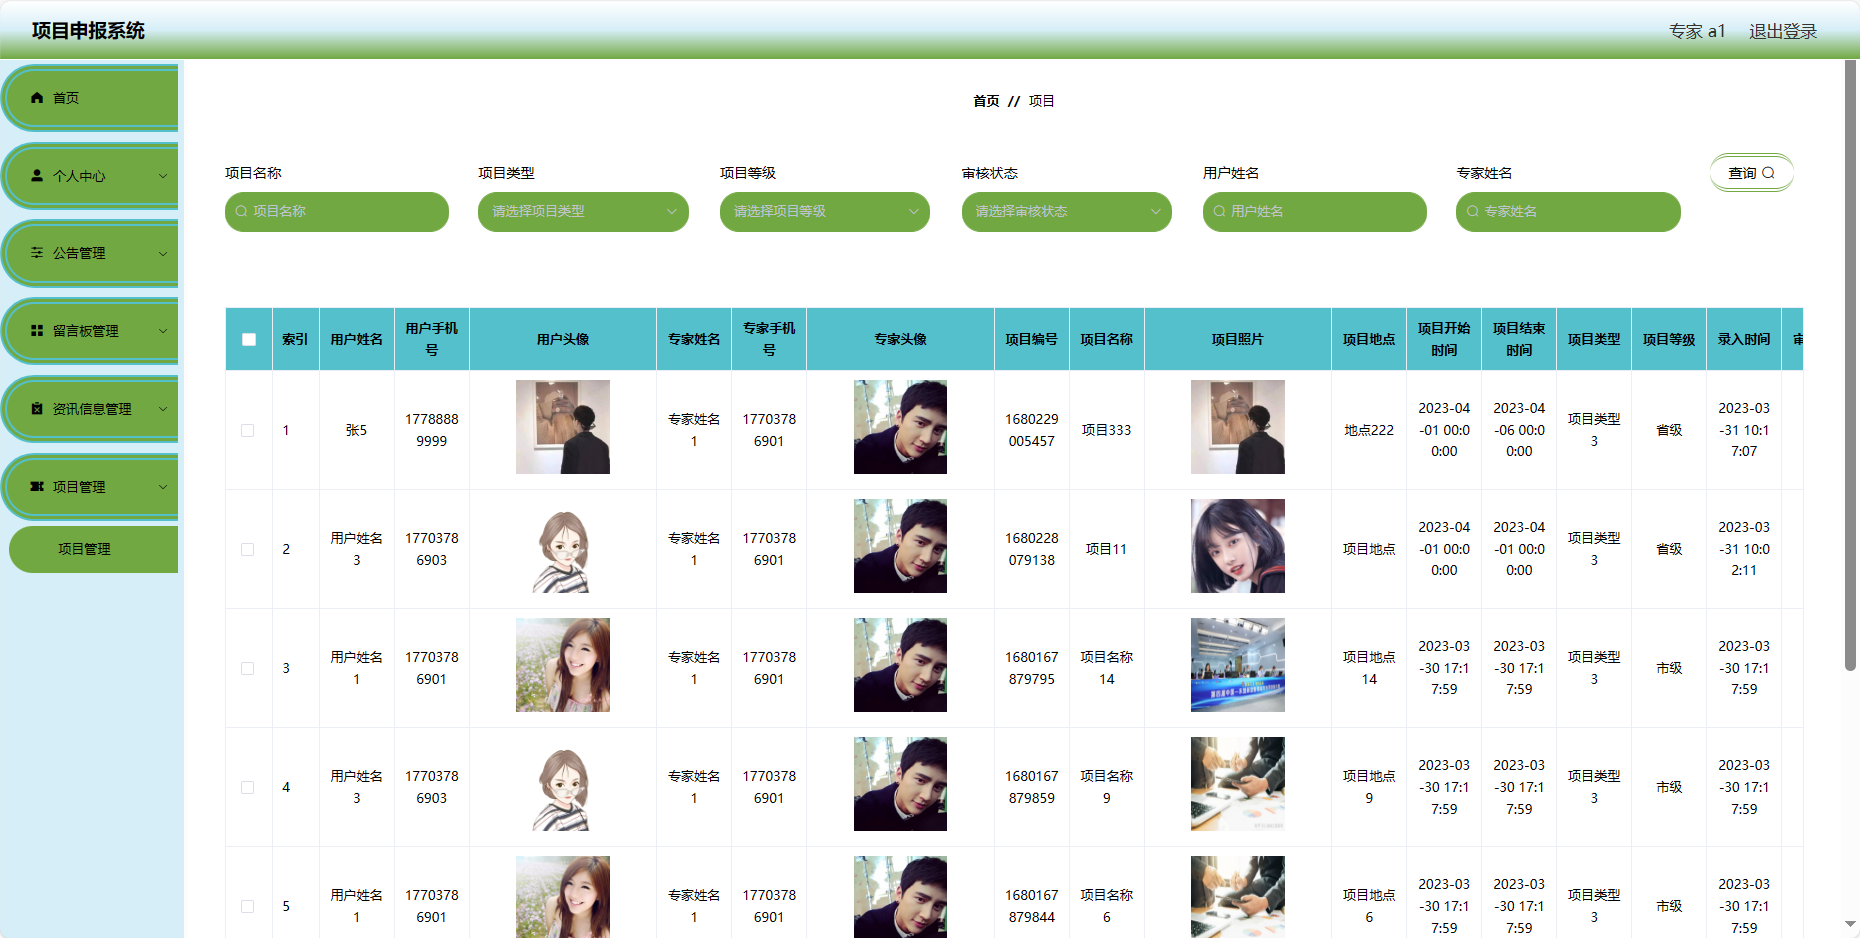 项目申报系统
专家 a1 退出登录
首页
个人中心
公告管理
留言板管理
资讯信息管理
项目管理
项目管理
首页 // 项目
项目名称 项目类型 项目等级 审核状态 用户姓名 专家姓名
项目名称 请选择项目类型 请选择项目等级 请选择审核状态 用户姓名 专家姓名
查询
索引 用户姓名 用户手机号 用户头像 专家姓名 专家手机号 专家头像 项目编号 项目名称 项目照片 项目地点 项目开始时间 项目结束时间 项目类型 项目等级 录入时间 审
1 张5 17788889999 专家姓名1 17703786901 1680229005457 项目333 地点222 2023-04-01 00:00:00 2023-04-06 00:00:00 项目类型3 省级 2023-03-31 10:17:07
2 用户姓名3 17703786903 专家姓名1 17703786901 1680228079138 项目11 项目地点 2023-04-01 00:00:00 2023-04-01 00:00:00 项目类型3 省级 2023-03-31 10:02:11
3 用户姓名1 17703786901 专家姓名1 17703786901 1680167879795 项目名称14 项目地点14 2023-03-30 17:17:59 2023-03-30 17:17:59 项目类型3 市级 2023-03-30 17:17:59
4 用户姓名3 17703786903 专家姓名1 17703786901 1680167879859 项目名称9 项目地点9 2023-03-30 17:17:59 2023-03-30 17:17:59 项目类型3 市级 2023-03-30 17:17:59
5 用户姓名1 17703786901 专家姓名1 17703786901 1680167879844 项目名称6 项目地点6 2023-03-30 17:17:59 2023-03-30 17:17:59 项目类型3 市级 2023-03-30 17:17:59